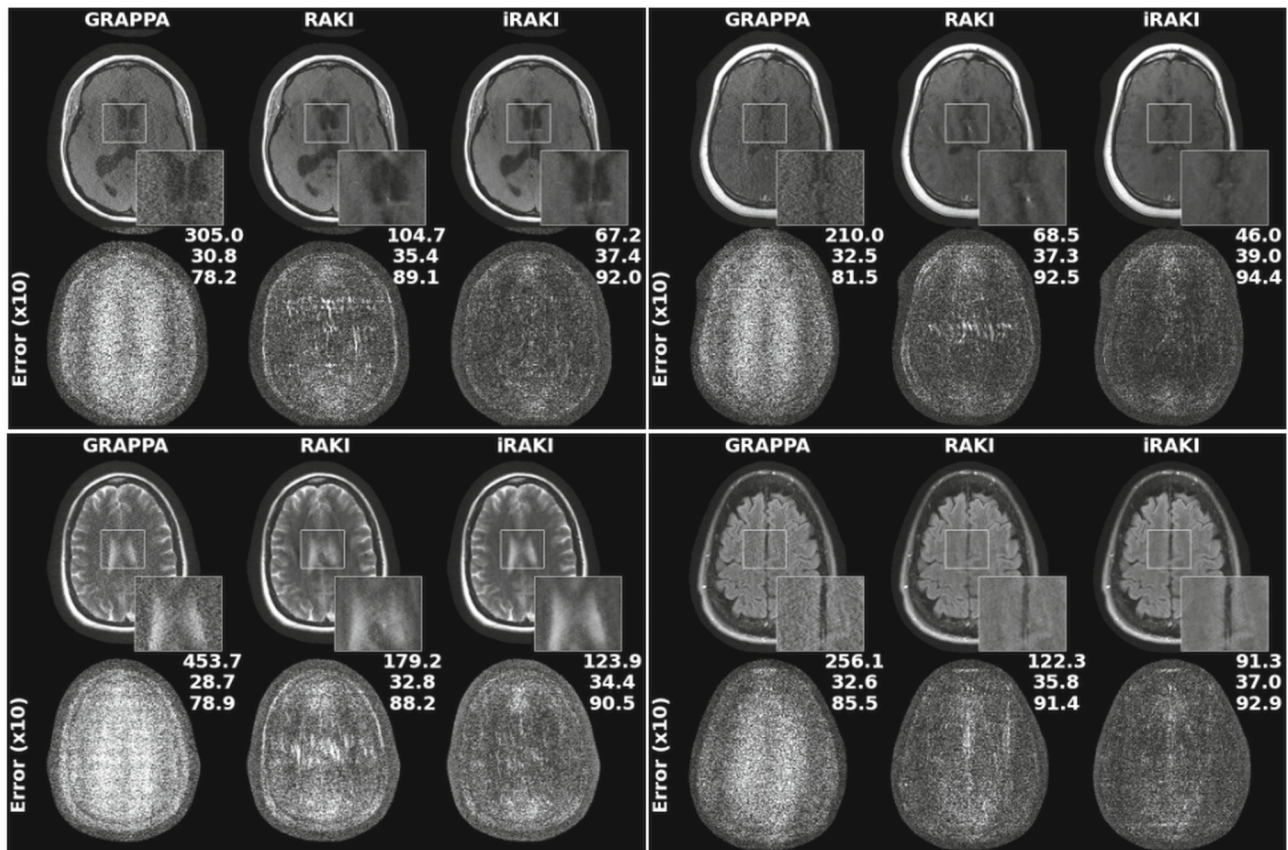 GRAPPA RAKI iRAKI
305.0 104.7 67.2
30.8 35.4 37.4
78.2 89.1 92.0
Error (x10)
GRAPPA RAKI iRAKI
210.0 68.5 46.0
32.5 37.3 39.0
81.5 92.5 94.4
Error (x10)
GRAPPA RAKI iRAKI
453.7 179.2 123.9
28.7 32.8 34.4
78.9 88.2 90.5
Error (x10)
GRAPPA RAKI iRAKI
256.1 122.3 91.3
32.6 35.8 37.0
85.5 91.4 92.9
Error (x10)